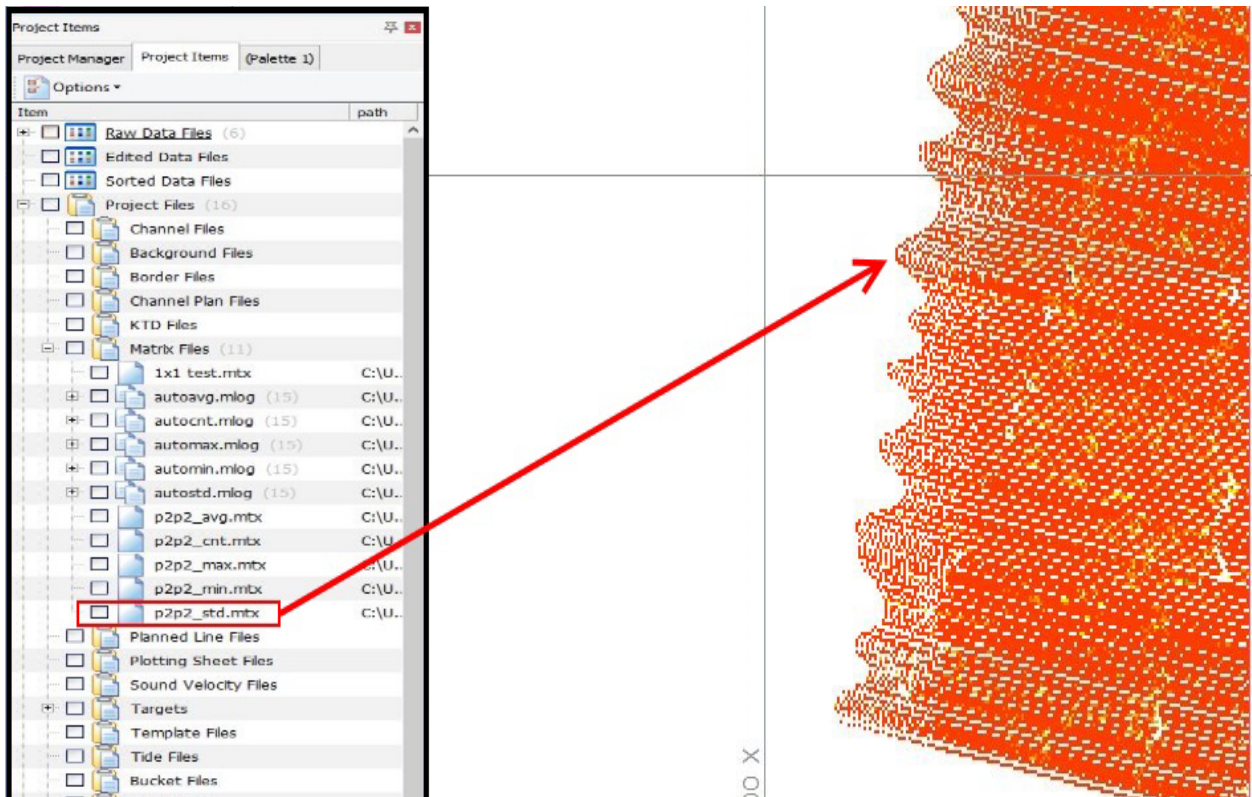 Project Items
Project Manager Project Items (Palette 1)
Options
Item path
Raw Data Files (6)
Edited Data Files
Sorted Data Files
Project Files (16)
Channel Files
Background Files
Border Files
Channel Plan Files
KTD Files
Matrix Files (11)
1x1 test.mtx C:\U..
autoavg.mlog (15) C:\U..
autocnt.mlog (15) C:\U..
automax.mlog (15) C:\U..
automin.mlog (15) C:\U..
autostd.mlog (15) C:\U..
p2p2_avg.mtx C:\U..
p2p2_cnt.mtx C:\U..
p2p2_max.mtx C:\U..
p2p2_min.mtx C:\U..
p2p2_std.mtx C:\U..
Planned Line Files
Plotting Sheet Files
Sound Velocity Files
Targets
Template Files
Tide Files
Bucket Files
X